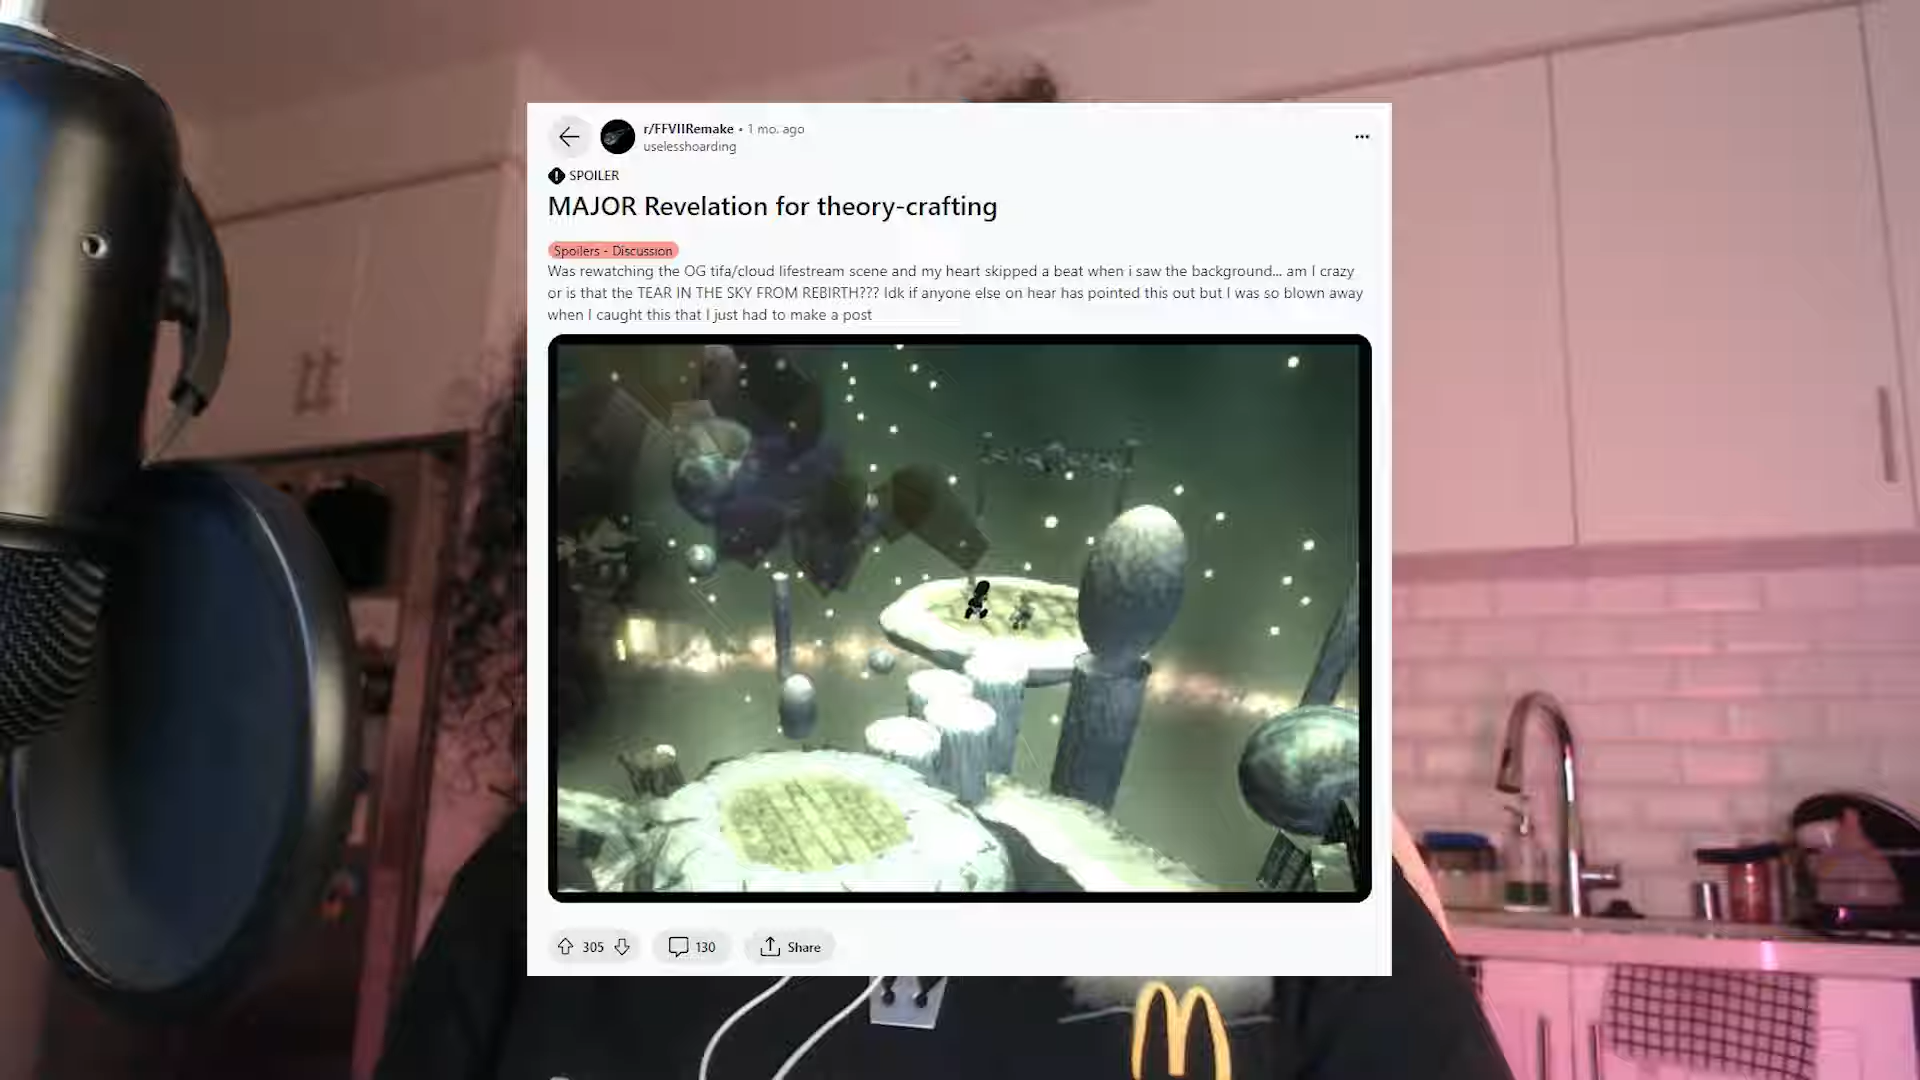 r/FFVIIRemake • 1 mo. ago
uselesshoarding
SPOILER
MAJOR Revelation for theory-crafting
Spoilers - Discussion
Was rewatching the OG tifa/cloud lifestream scene and my heart skipped a beat when i saw the background... am I crazy
or is that the TEAR IN THE SKY FROM REBIRTH??? Idk if anyone else on hear has pointed this out but I was so blown away
when I caught this that I just had to make a post
305
130
Share